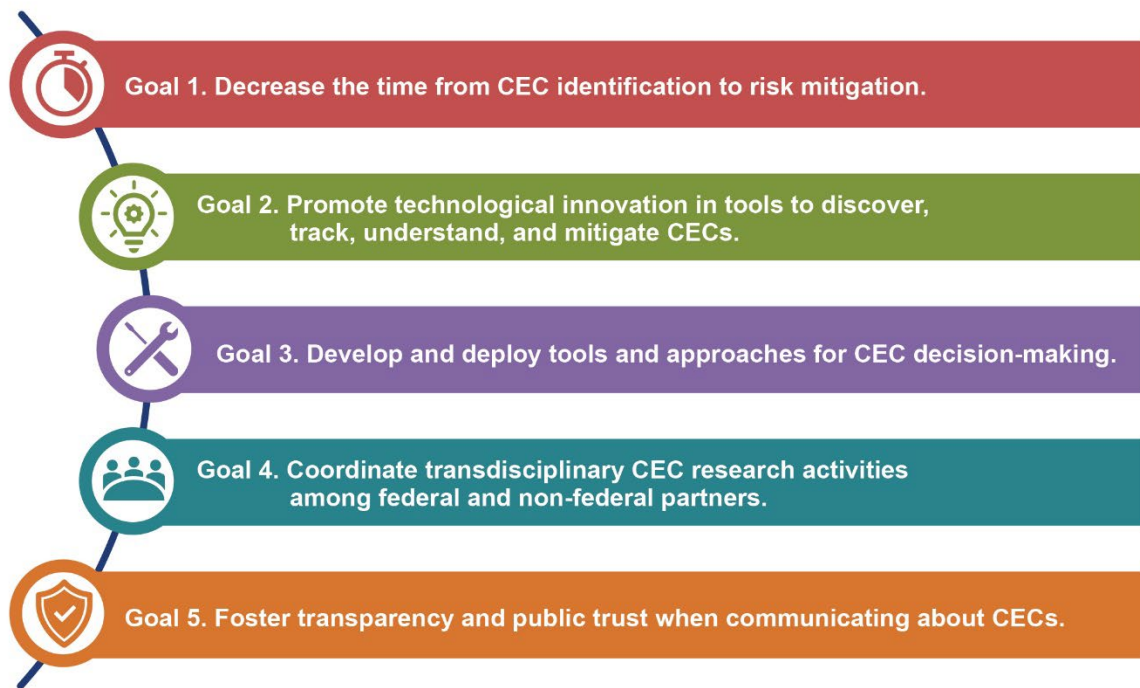 Goal 1. Decrease the time from CEC identification to risk mitigation.
Goal 2. Promote technological innovation in tools to discover,
track, understand, and mitigate CECs.
Goal 3. Develop and deploy tools and approaches for CEC decision-making.
Goal 4. Coordinate transdisciplinary CEC research activities
among federal and non-federal partners.
Goal 5. Foster transparency and public trust when communicating about CECs.